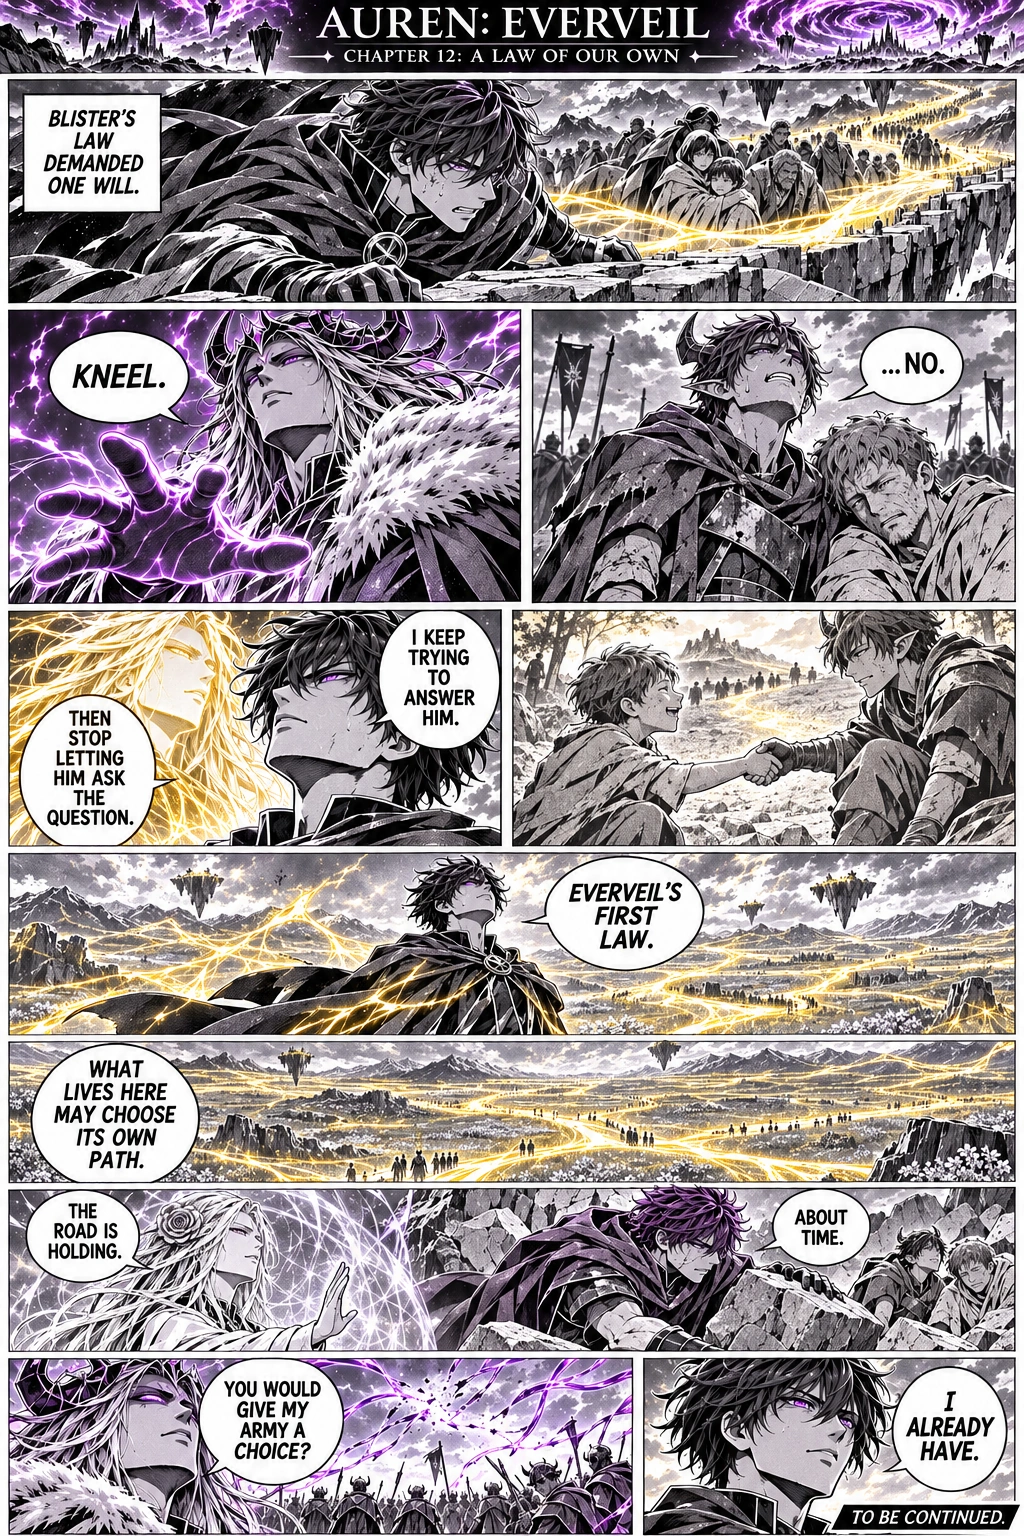 AUREN: EVERVEIL
CHAPTER 12: A LAW OF OUR OWN
BLISTER'S
LAW
DEMANDED
ONE WILL.
KNEEL.
...NO.
THEN
STOP
LETTING
HIM ASK
THE
QUESTION.
I KEEP
TRYING
TO
ANSWER
HIM.
EVERVEIL'S
FIRST
LAW.
WHAT
LIVES HERE
MAY CHOOSE
ITS OWN
PATH.
THE
ROAD IS
HOLDING.
ABOUT
TIME.
YOU WOULD
GIVE MY
ARMY A
CHOICE?
I
ALREADY
HAVE.
TO BE CONTINUED.